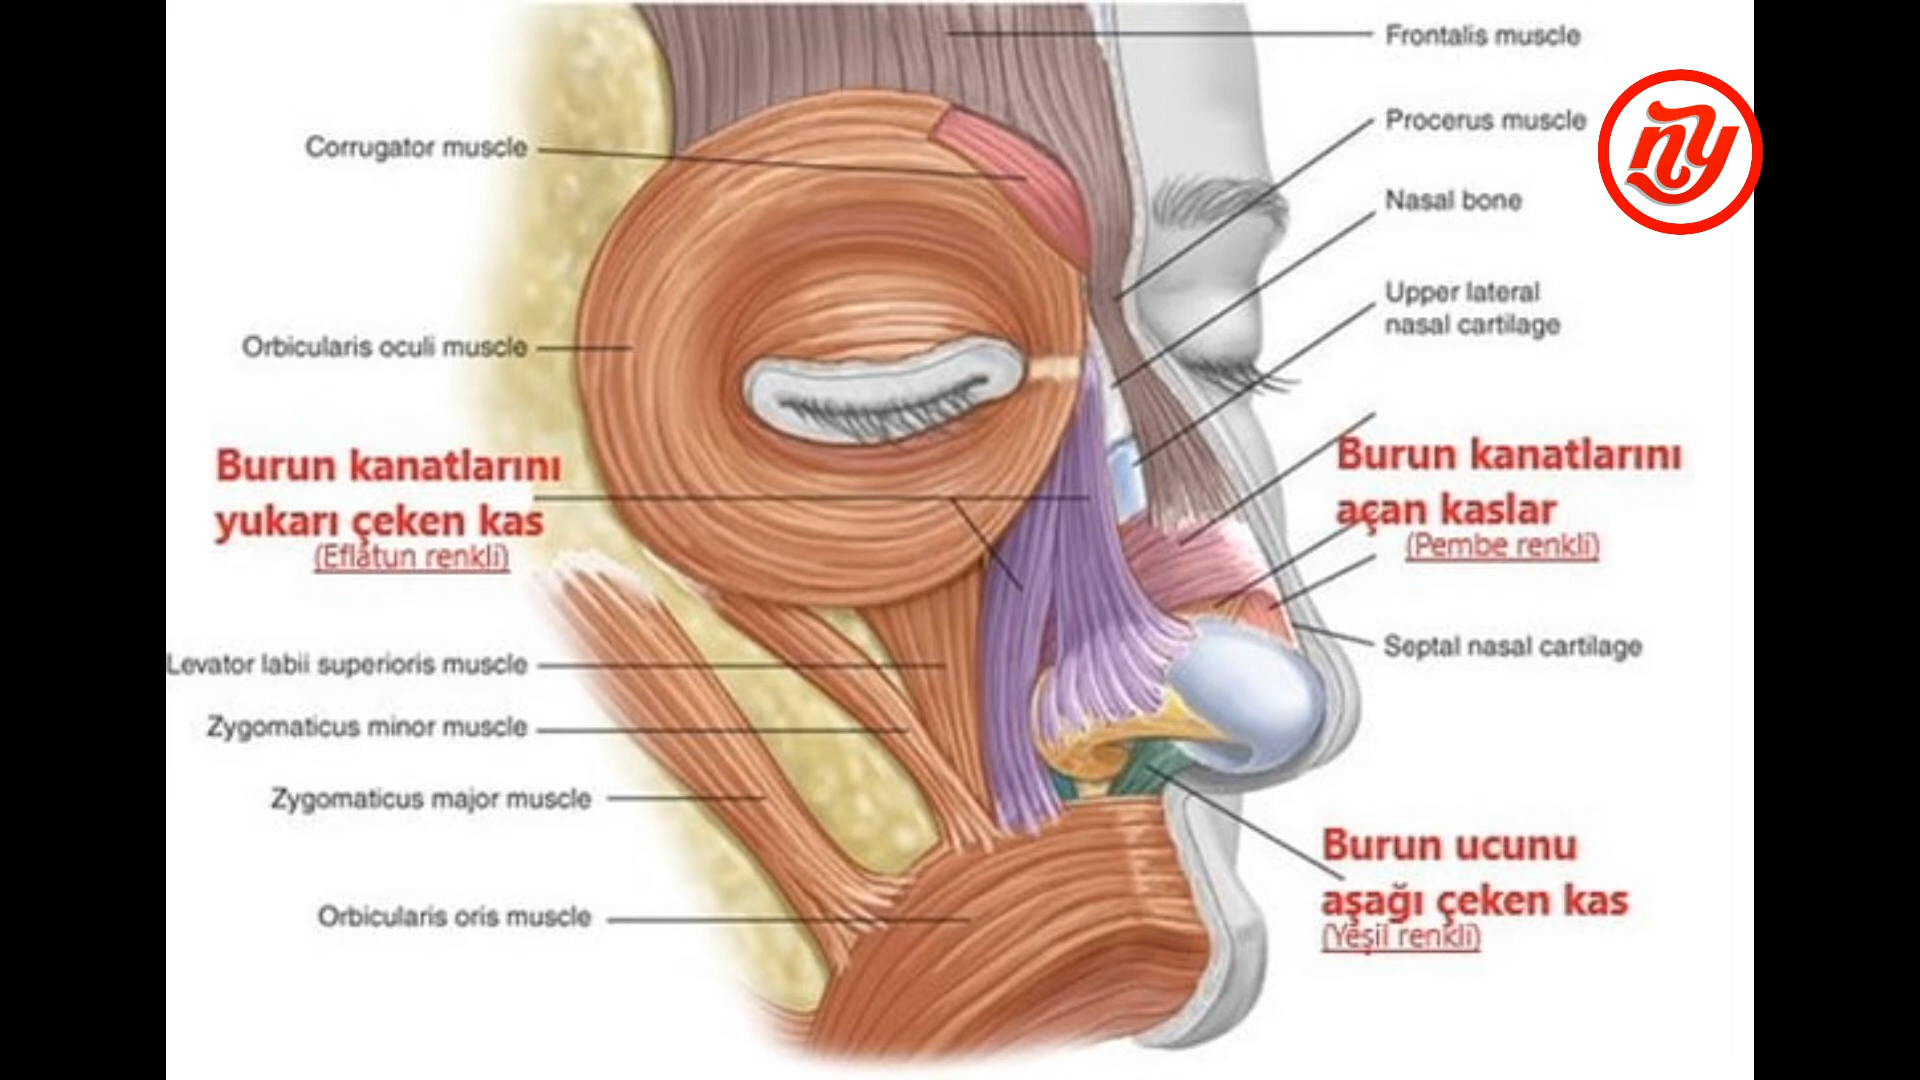 Frontalis muscle
Procerus muscle
Nasal bone
Upper lateral
nasal cartilage
Burun kanatlarını
açan kaslar
(Pembe renkli)
Septal nasal cartilage
Burun ucunu
aşağı çeken kas
(Yeşil renkli)
Corrugator muscle
Orbicularis oculi muscle
Burun kanatlarını
yukarı çeken kas
(Eflatun renkli)
Levator labii superioris muscle
Zygomaticus minor muscle
Zygomaticus major muscle
Orbicularis oris muscle
ny